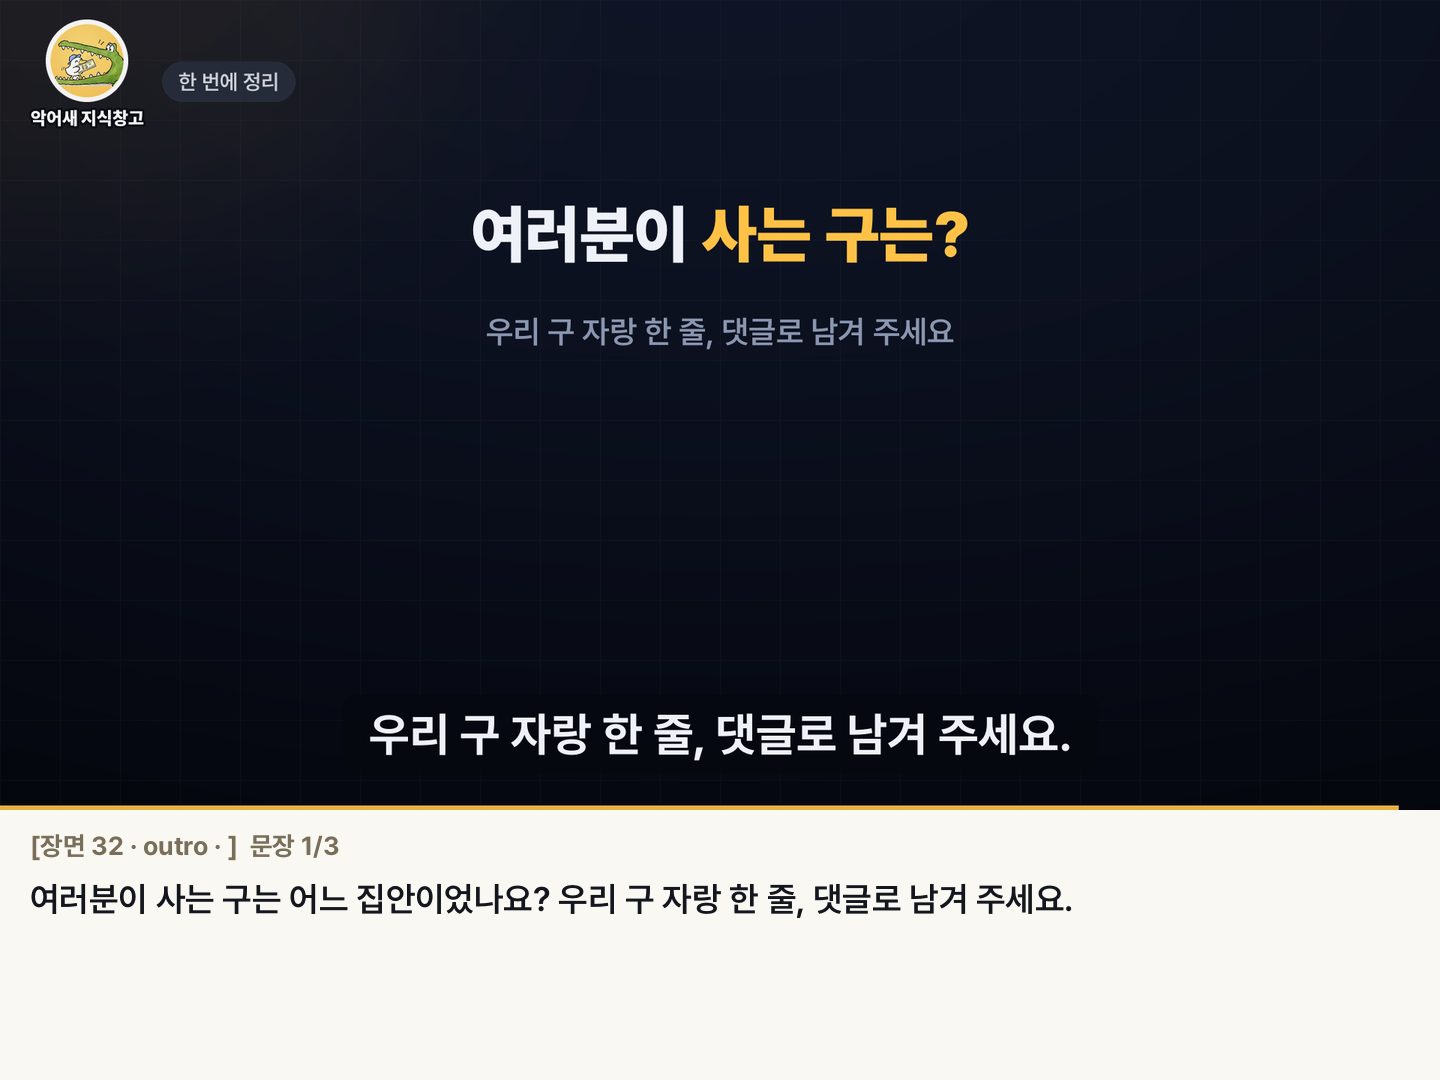 악어새 지식창고
한 번에 정리
여러분이 사는 구는?
우리 구 자랑 한 줄, 댓글로 남겨 주세요
우리 구 자랑 한 줄, 댓글로 남겨 주세요.
[장면 32 · outro · ] 문장 1/3
여러분이 사는 구는 어느 집안이었나요? 우리 구 자랑 한 줄, 댓글로 남겨 주세요.